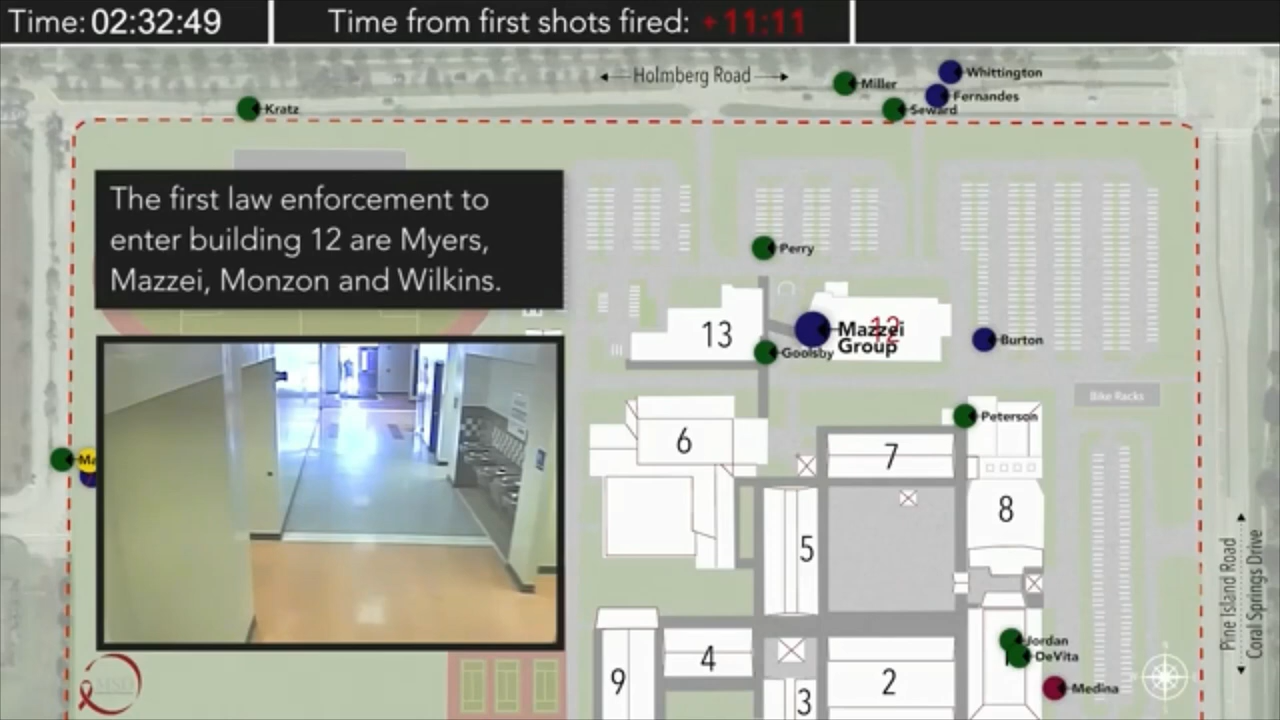 Time: 02:32:49
Time from first shots fired: +11:11
Holmberg Road
Whittington
Miller
Fernandes
Seward
Kratz
The first law enforcement to
enter building 12 are Myers,
Mazzei, Monzon and Wilkins.
Perry
13
12
Mazzei
Group
Goolsby
Burton
Bike Racks
Peterson
6
7
8
5
Ma
Pine Island Road
Coral Springs Drive
Jordan
DeVita
Medina
9
4
2
3
MSD